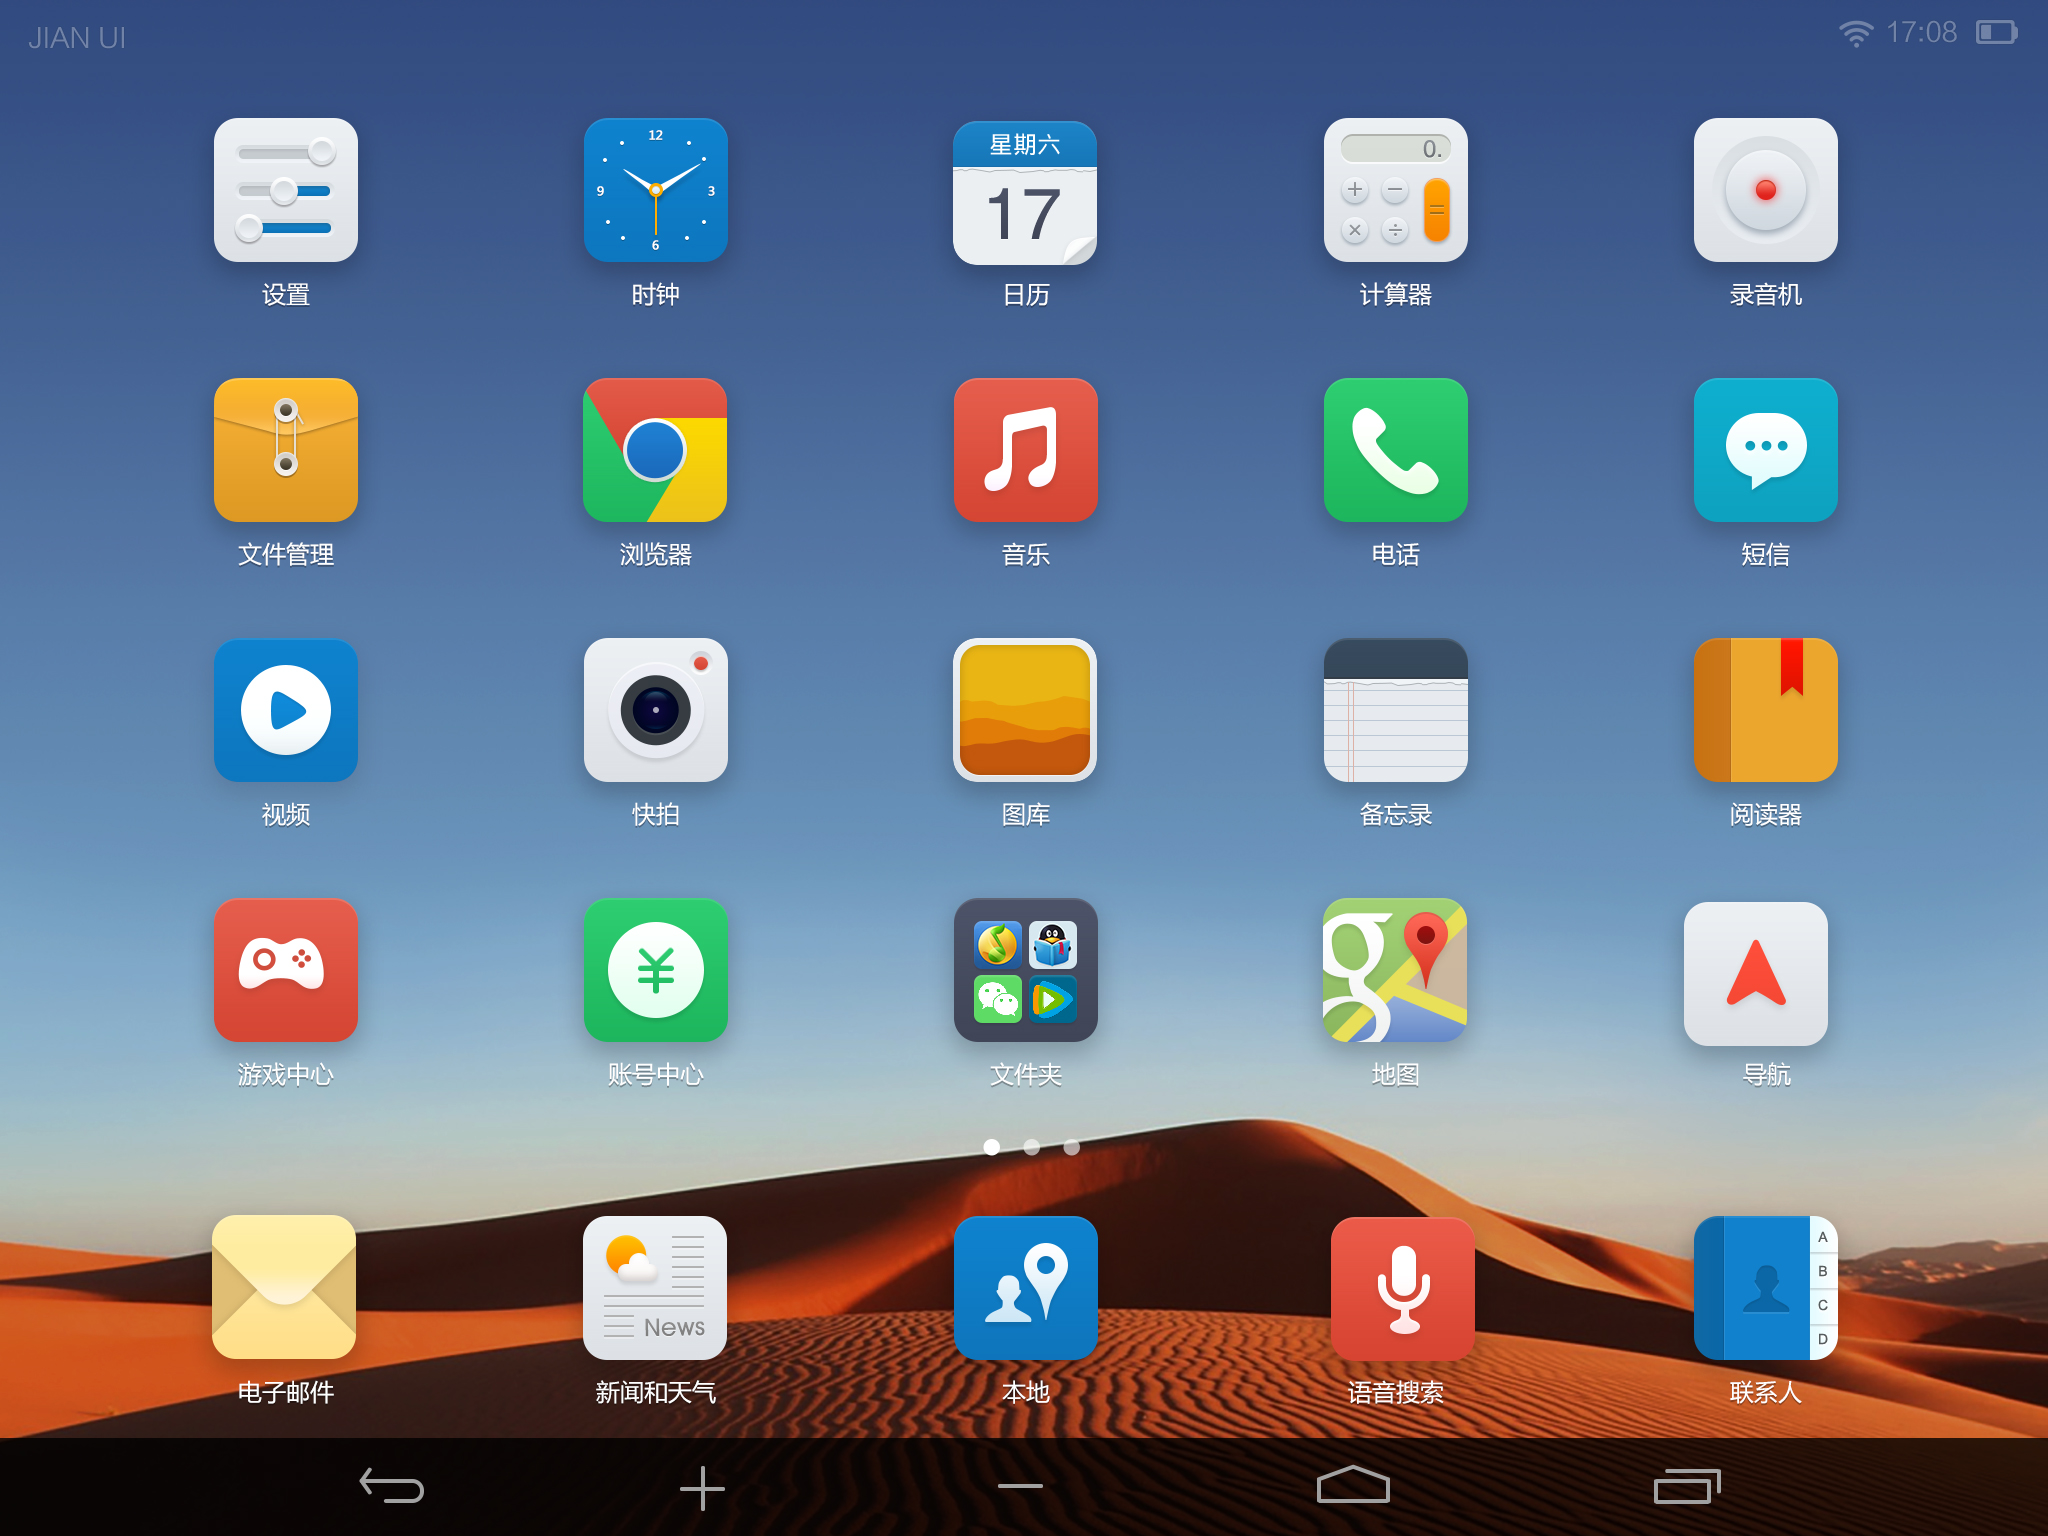 JIAN UI
17:08
12
9
3
6
星期六
17
0.
+
−
×
÷
=
设置
时钟
日历
计算器
录音机
文件管理
浏览器
音乐
电话
短信
视频
快拍
图库
备忘录
阅读器
¥
g
游戏中心
账号中心
文件夹
地图
导航
News
A
B
C
D
电子邮件
新闻和天气
本地
语音搜索
联系人